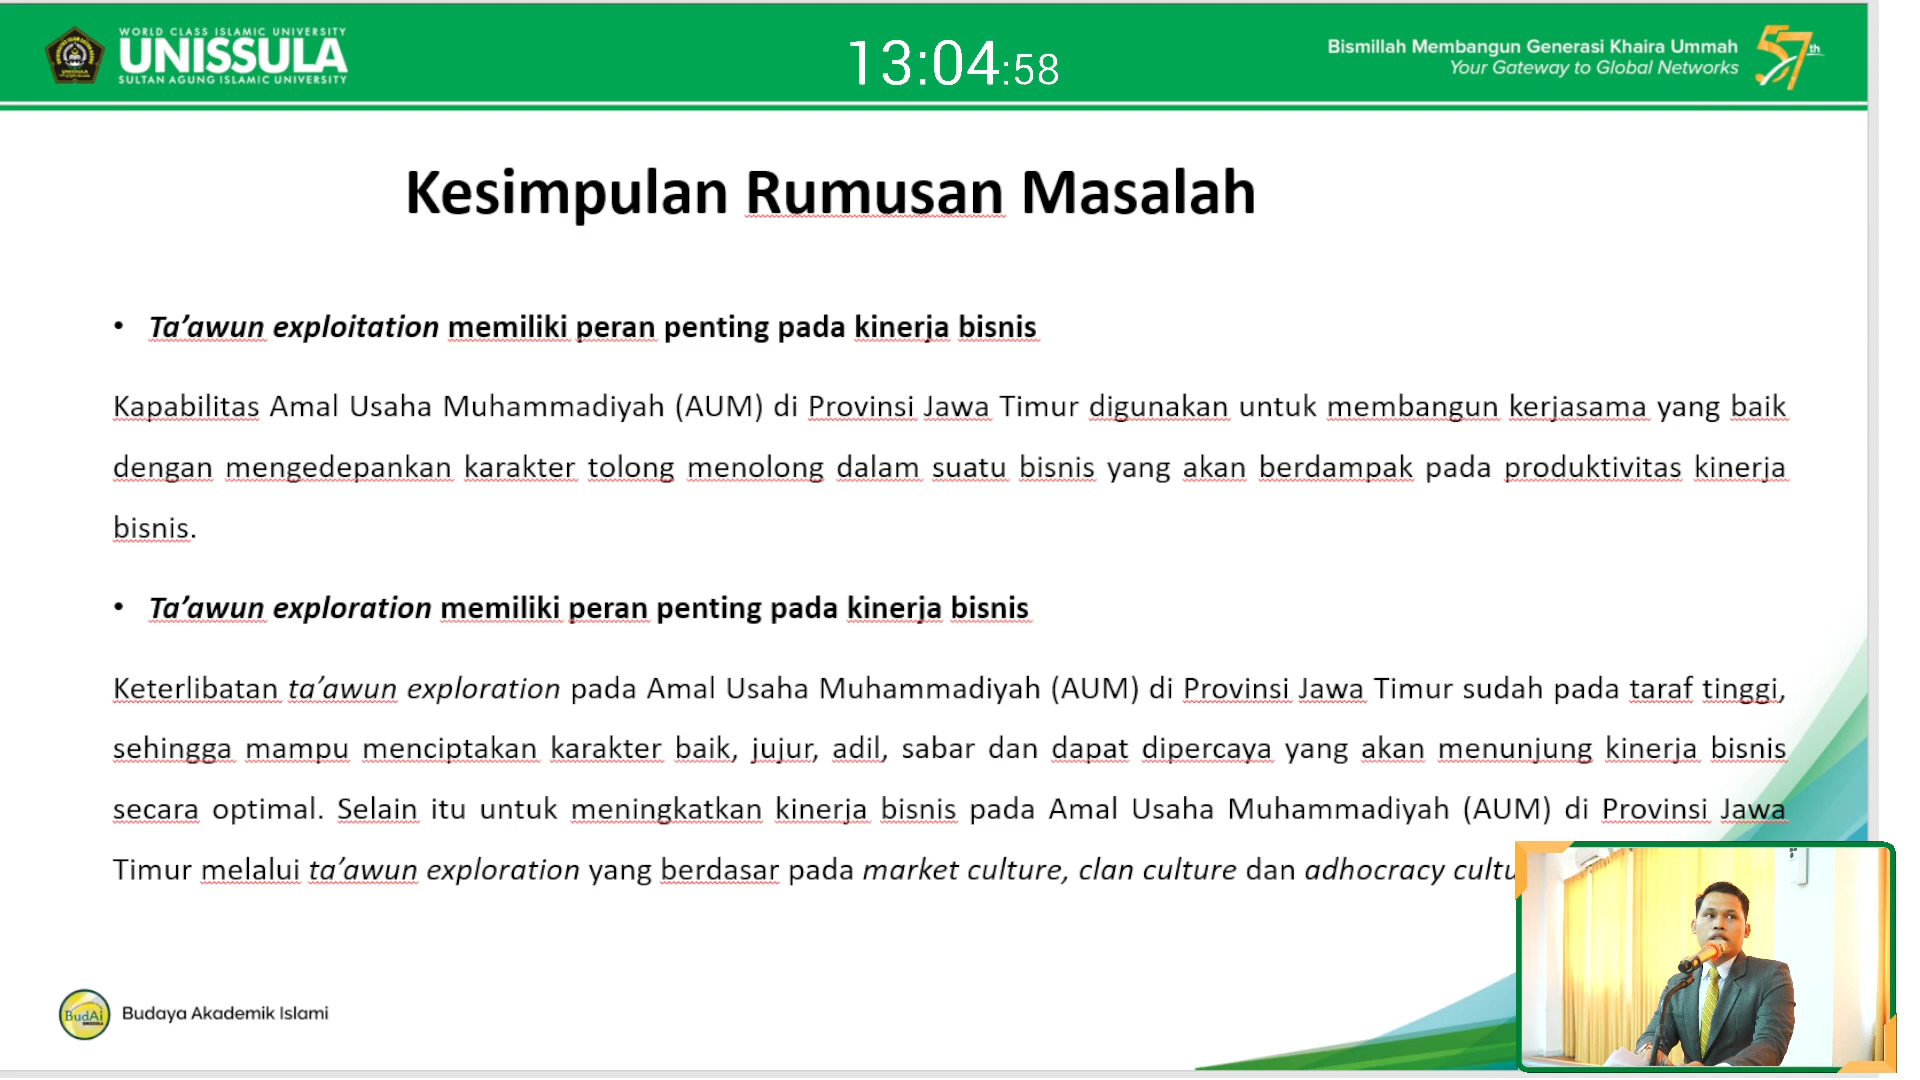 WORLD CLASS ISLAMIC UNIVERSITY
UNISSULA
SULTAN AGUNG ISLAMIC UNIVERSITY
13:04:58
Bismillah Membangun Generasi Khaira Ummah
Your Gateway to Global Networks
57th
Kesimpulan Rumusan Masalah
• Ta’awun exploitation memiliki peran penting pada kinerja bisnis
Kapabilitas Amal Usaha Muhammadiyah (AUM) di Provinsi Jawa Timur digunakan untuk membangun kerjasama yang baik
dengan mengedepankan karakter tolong menolong dalam suatu bisnis yang akan berdampak pada produktivitas kinerja
bisnis.
• Ta’awun exploration memiliki peran penting pada kinerja bisnis
Keterlibatan ta’awun exploration pada Amal Usaha Muhammadiyah (AUM) di Provinsi Jawa Timur sudah pada taraf tinggi,
sehingga mampu menciptakan karakter baik, jujur, adil, sabar dan dapat dipercaya yang akan menunjung kinerja bisnis
secara optimal. Selain itu untuk meningkatkan kinerja bisnis pada Amal Usaha Muhammadiyah (AUM) di Provinsi Jawa
Timur melalui ta’awun exploration yang berdasar pada market culture, clan culture dan adhocracy cultu
BudAi
UNISSULA
Budaya Akademik Islami